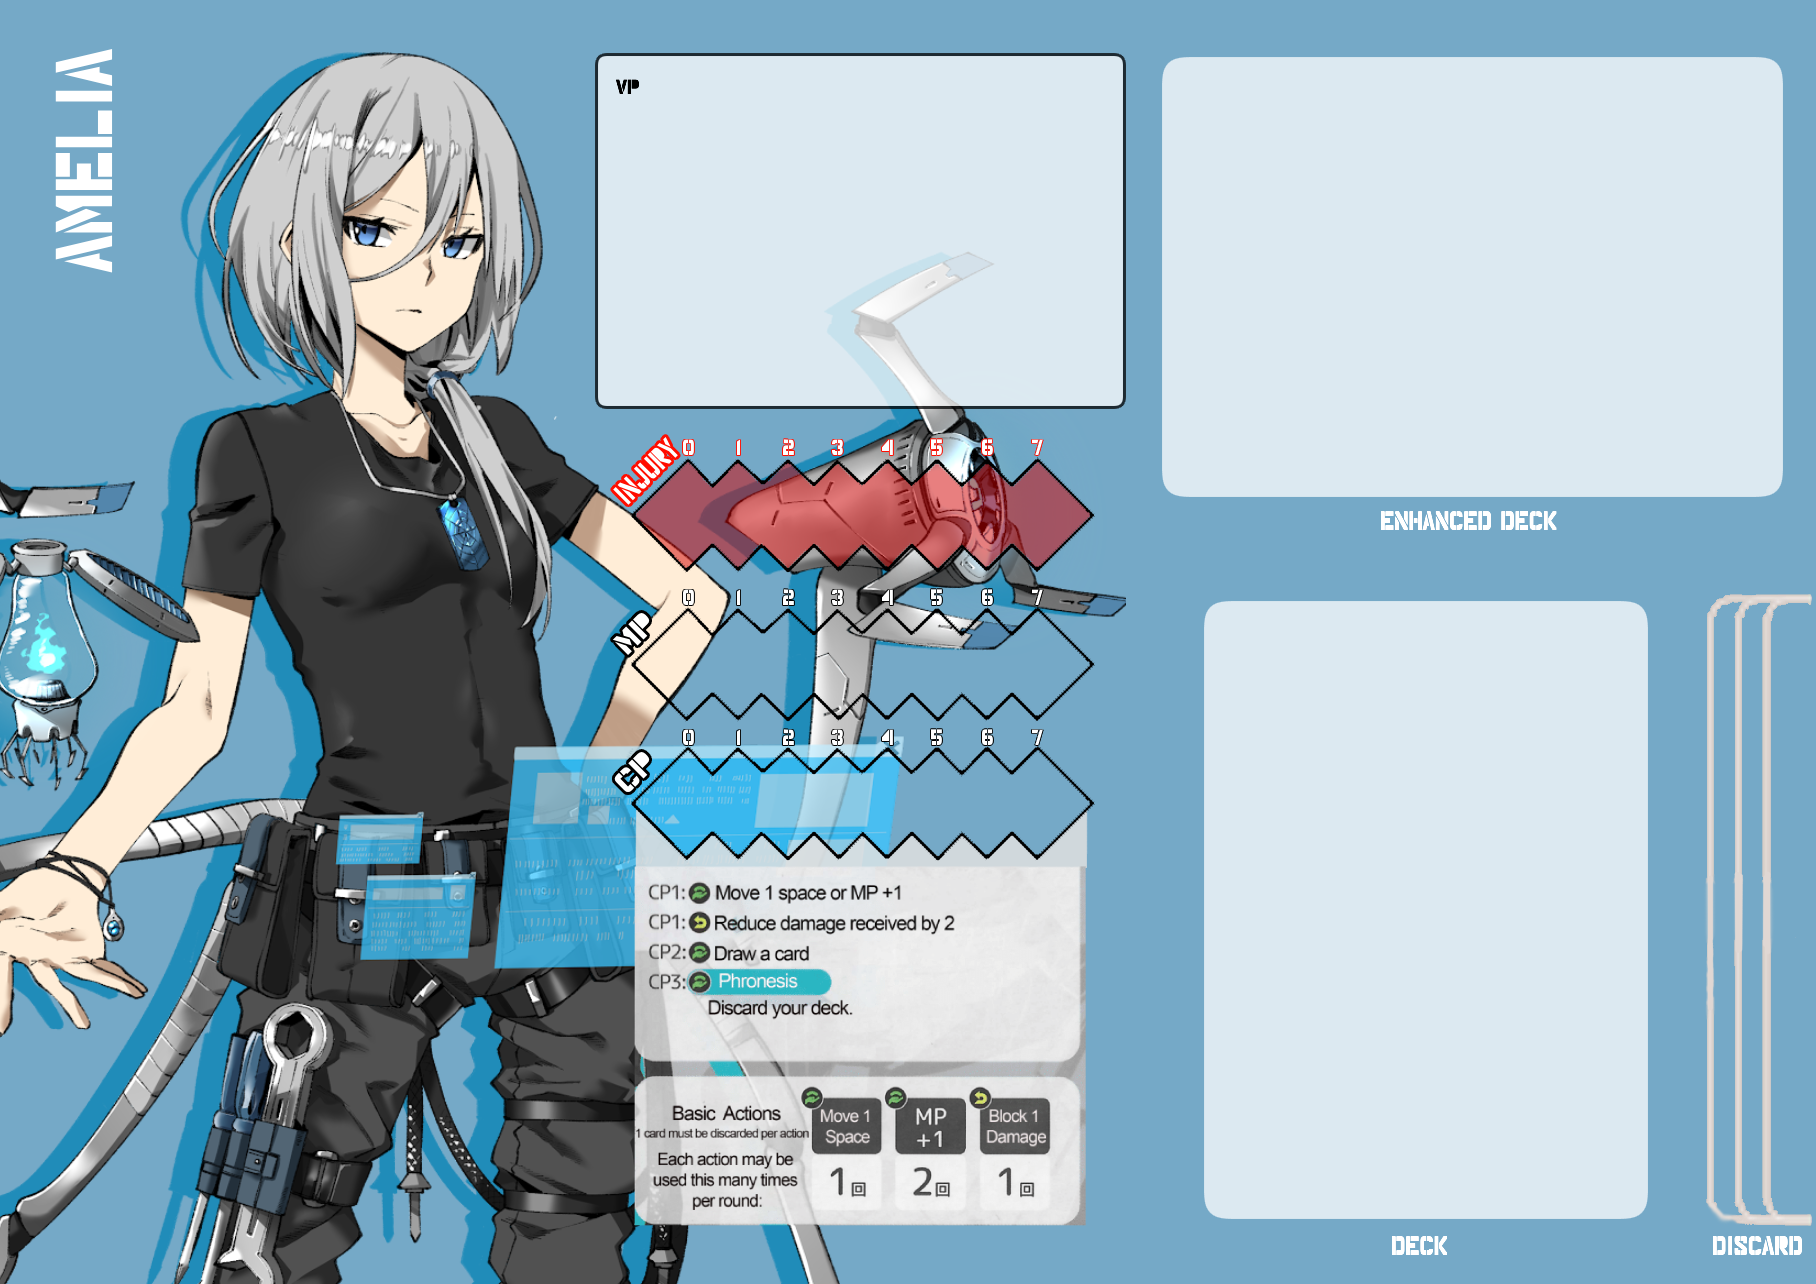 AMELIA
VP
INJURY
0 1 2 3 4 5 6 7
ENHANCED DECK
MP
0 1 2 3 4 5 6 7
CP
0 1 2 3 4 5 6 7
CP1: Move 1 space or MP +1
CP1: Reduce damage received by 2
CP2: Draw a card
CP3: Phronesis
Discard your deck.
Basic Actions
1 card must be discarded per action
Each action may be
used this many times
per round:
Move 1
Space
1回
MP
+1
2回
Block 1
Damage
1回
DECK
DISCARD